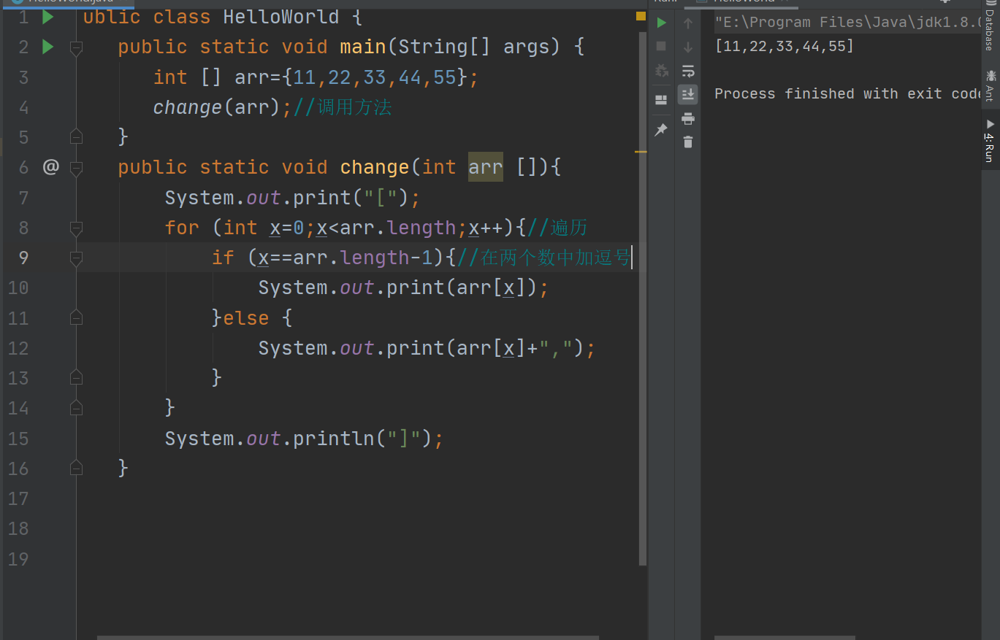 1 ublic class HelloWorld {
2 public static void main(String[] args) {
3 int [] arr={11,22,33,44,55};
4 change(arr);//调用方法
5 }
6 @ public static void change(int arr []){
7 System.out.print("[");
8 for (int x=0;x<arr.length;x++){//遍历
9 if (x==arr.length-1){//在两个数中加逗号
10 System.out.print(arr[x]);
11 }else {
12 System.out.print(arr[x]+",");
13 }
14 }
15 System.out.println("]");
16 }
17
18
19
"E:\Program Files\Java\jdk1.8.0
[11,22,33,44,55]
Process finished with exit code
Database
Ant
4: Run